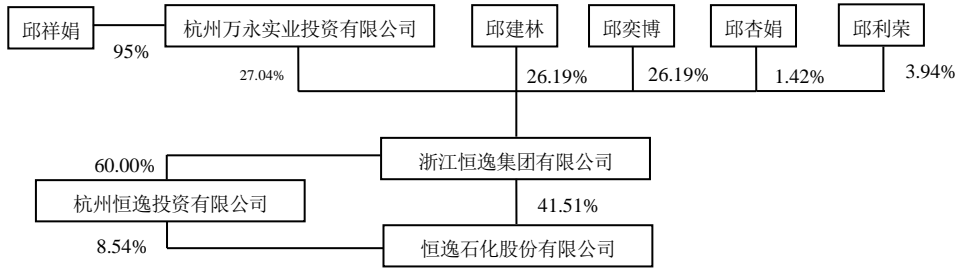 邱祥娟
杭州万永实业投资有限公司
邱建林
邱奕博
邱杏娟
邱利荣
95%
27.04%
26.19%
26.19%
1.42%
3.94%
浙江恒逸集团有限公司
60.00%
杭州恒逸投资有限公司
41.51%
8.54%
恒逸石化股份有限公司